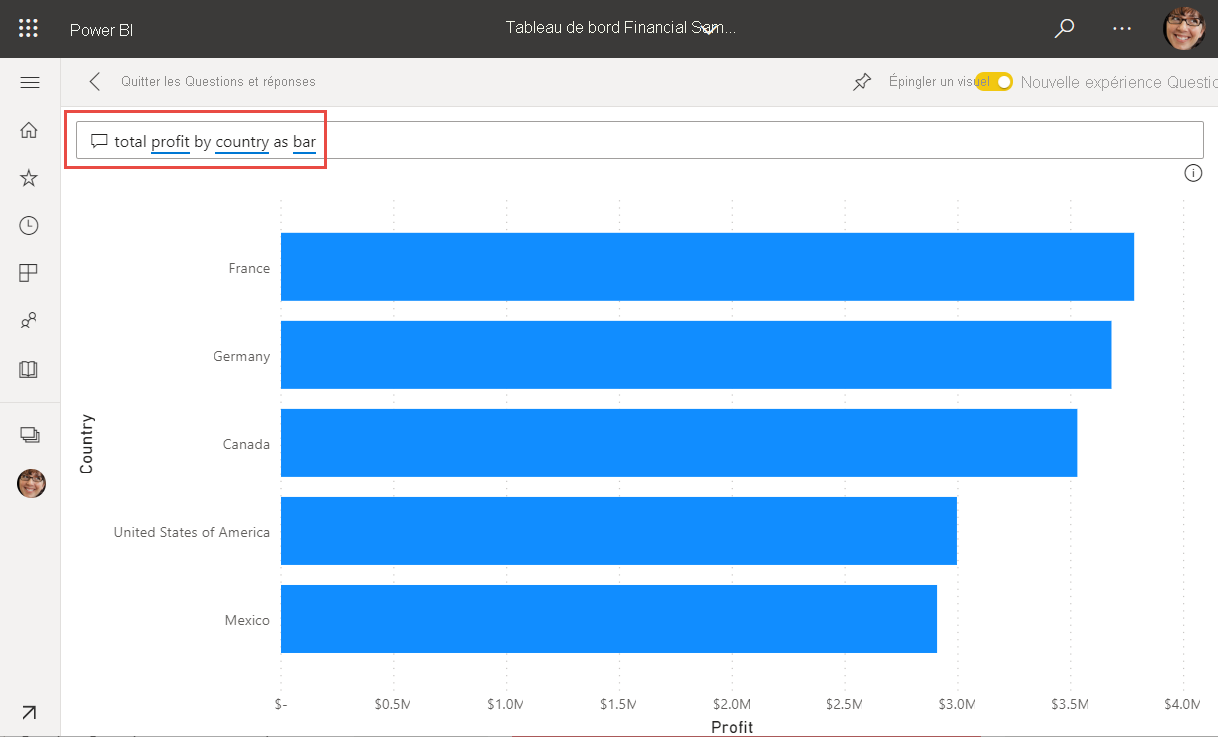 Power BI
Tableau de bord Financial Sam...
Quitter les Questions et réponses
Épingler un visuel
Nouvelle expérience Questio
total profit by country as bar
France
Germany
Canada
United States of America
Mexico
Country
$- $0.5M $1.0M $1.5M $2.0M $2.5M $3.0M $3.5M $4.0M
Profit